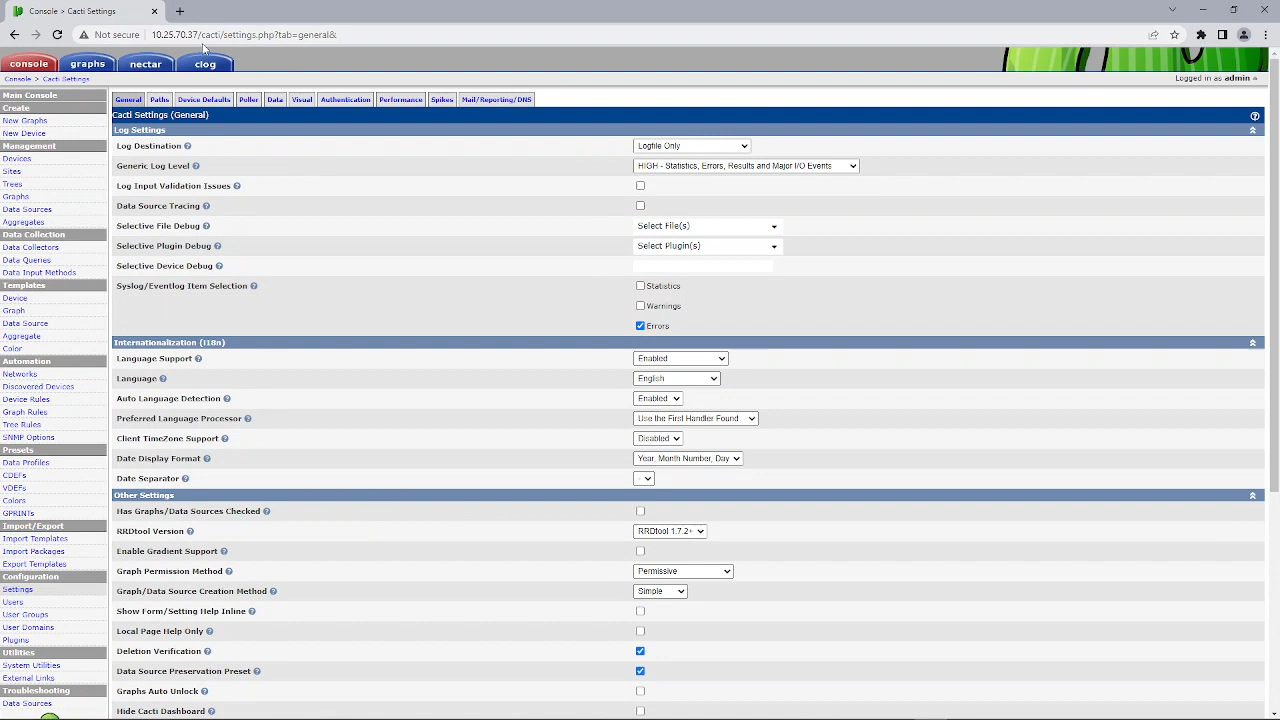 Console > Cacti Settings
Not secure 10.25.70.37/cacti/settings.php?tab=general&
console graphs nectar clog
Console > Cacti Settings
Logged in as admin
Main Console
Create
New Graphs
New Device
Management
Devices
Sites
Trees
Graphs
Data Sources
Aggregates
Data Collection
Data Collectors
Data Queries
Data Input Methods
Templates
Device
Graph
Data Source
Aggregate
Color
Automation
Networks
Discovered Devices
Device Rules
Graph Rules
Tree Rules
SNMP Options
Presets
Data Profiles
CDEFs
VDEFs
Colors
GPRINTs
Import/Export
Import Templates
Import Packages
Export Templates
Configuration
Settings
Users
User Groups
User Domains
Plugins
Utilities
System Utilities
External Links
Troubleshooting
Data Sources
General Paths Device Defaults Poller Data Visual Authentication Performance Spikes Mail/Reporting/DNS
Cacti Settings (General)
Log Settings
Log Destination Logfile Only
Generic Log Level HIGH - Statistics, Errors, Results and Major I/O Events
Log Input Validation Issues
Data Source Tracing
Selective File Debug Select File(s)
Selective Plugin Debug Select Plugin(s)
Selective Device Debug
Syslog/Eventlog Item Selection Statistics
Warnings
Errors
Internationalization (I18n)
Language Support Enabled
Language English
Auto Language Detection Enabled
Preferred Language Processor Use the First Handler Found
Client TimeZone Support Disabled
Date Display Format Year, Month Number, Day
Date Separator -
Other Settings
Has Graphs/Data Sources Checked
RRDtool Version RRDtool 1.7.2+
Enable Gradient Support
Graph Permission Method Permissive
Graph/Data Source Creation Method Simple
Show Form/Setting Help Inline
Local Page Help Only
Deletion Verification
Data Source Preservation Preset
Graphs Auto Unlock
Hide Cacti Dashboard